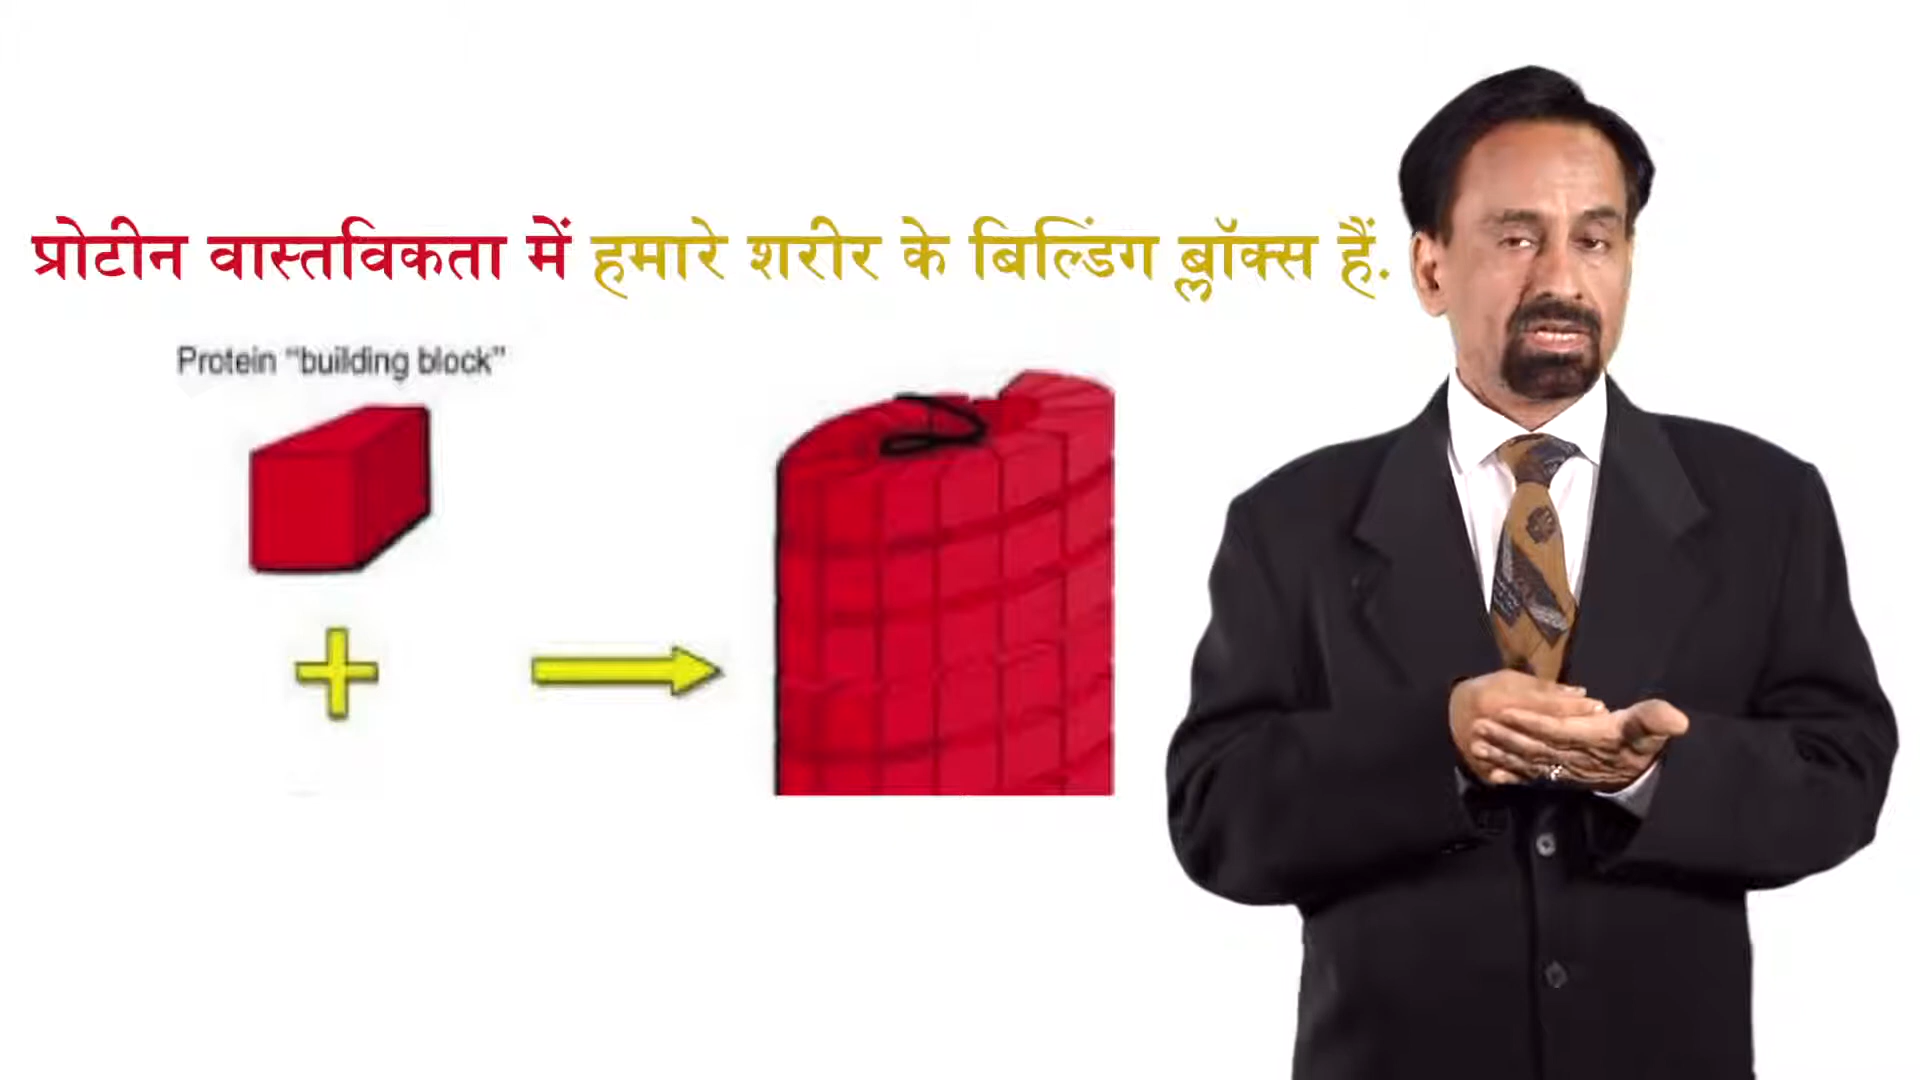 प्रोटीन वास्तविकता में हमारे शरीर के बिल्डिंग ब्लॉक्स हैं.
Protein "building block"